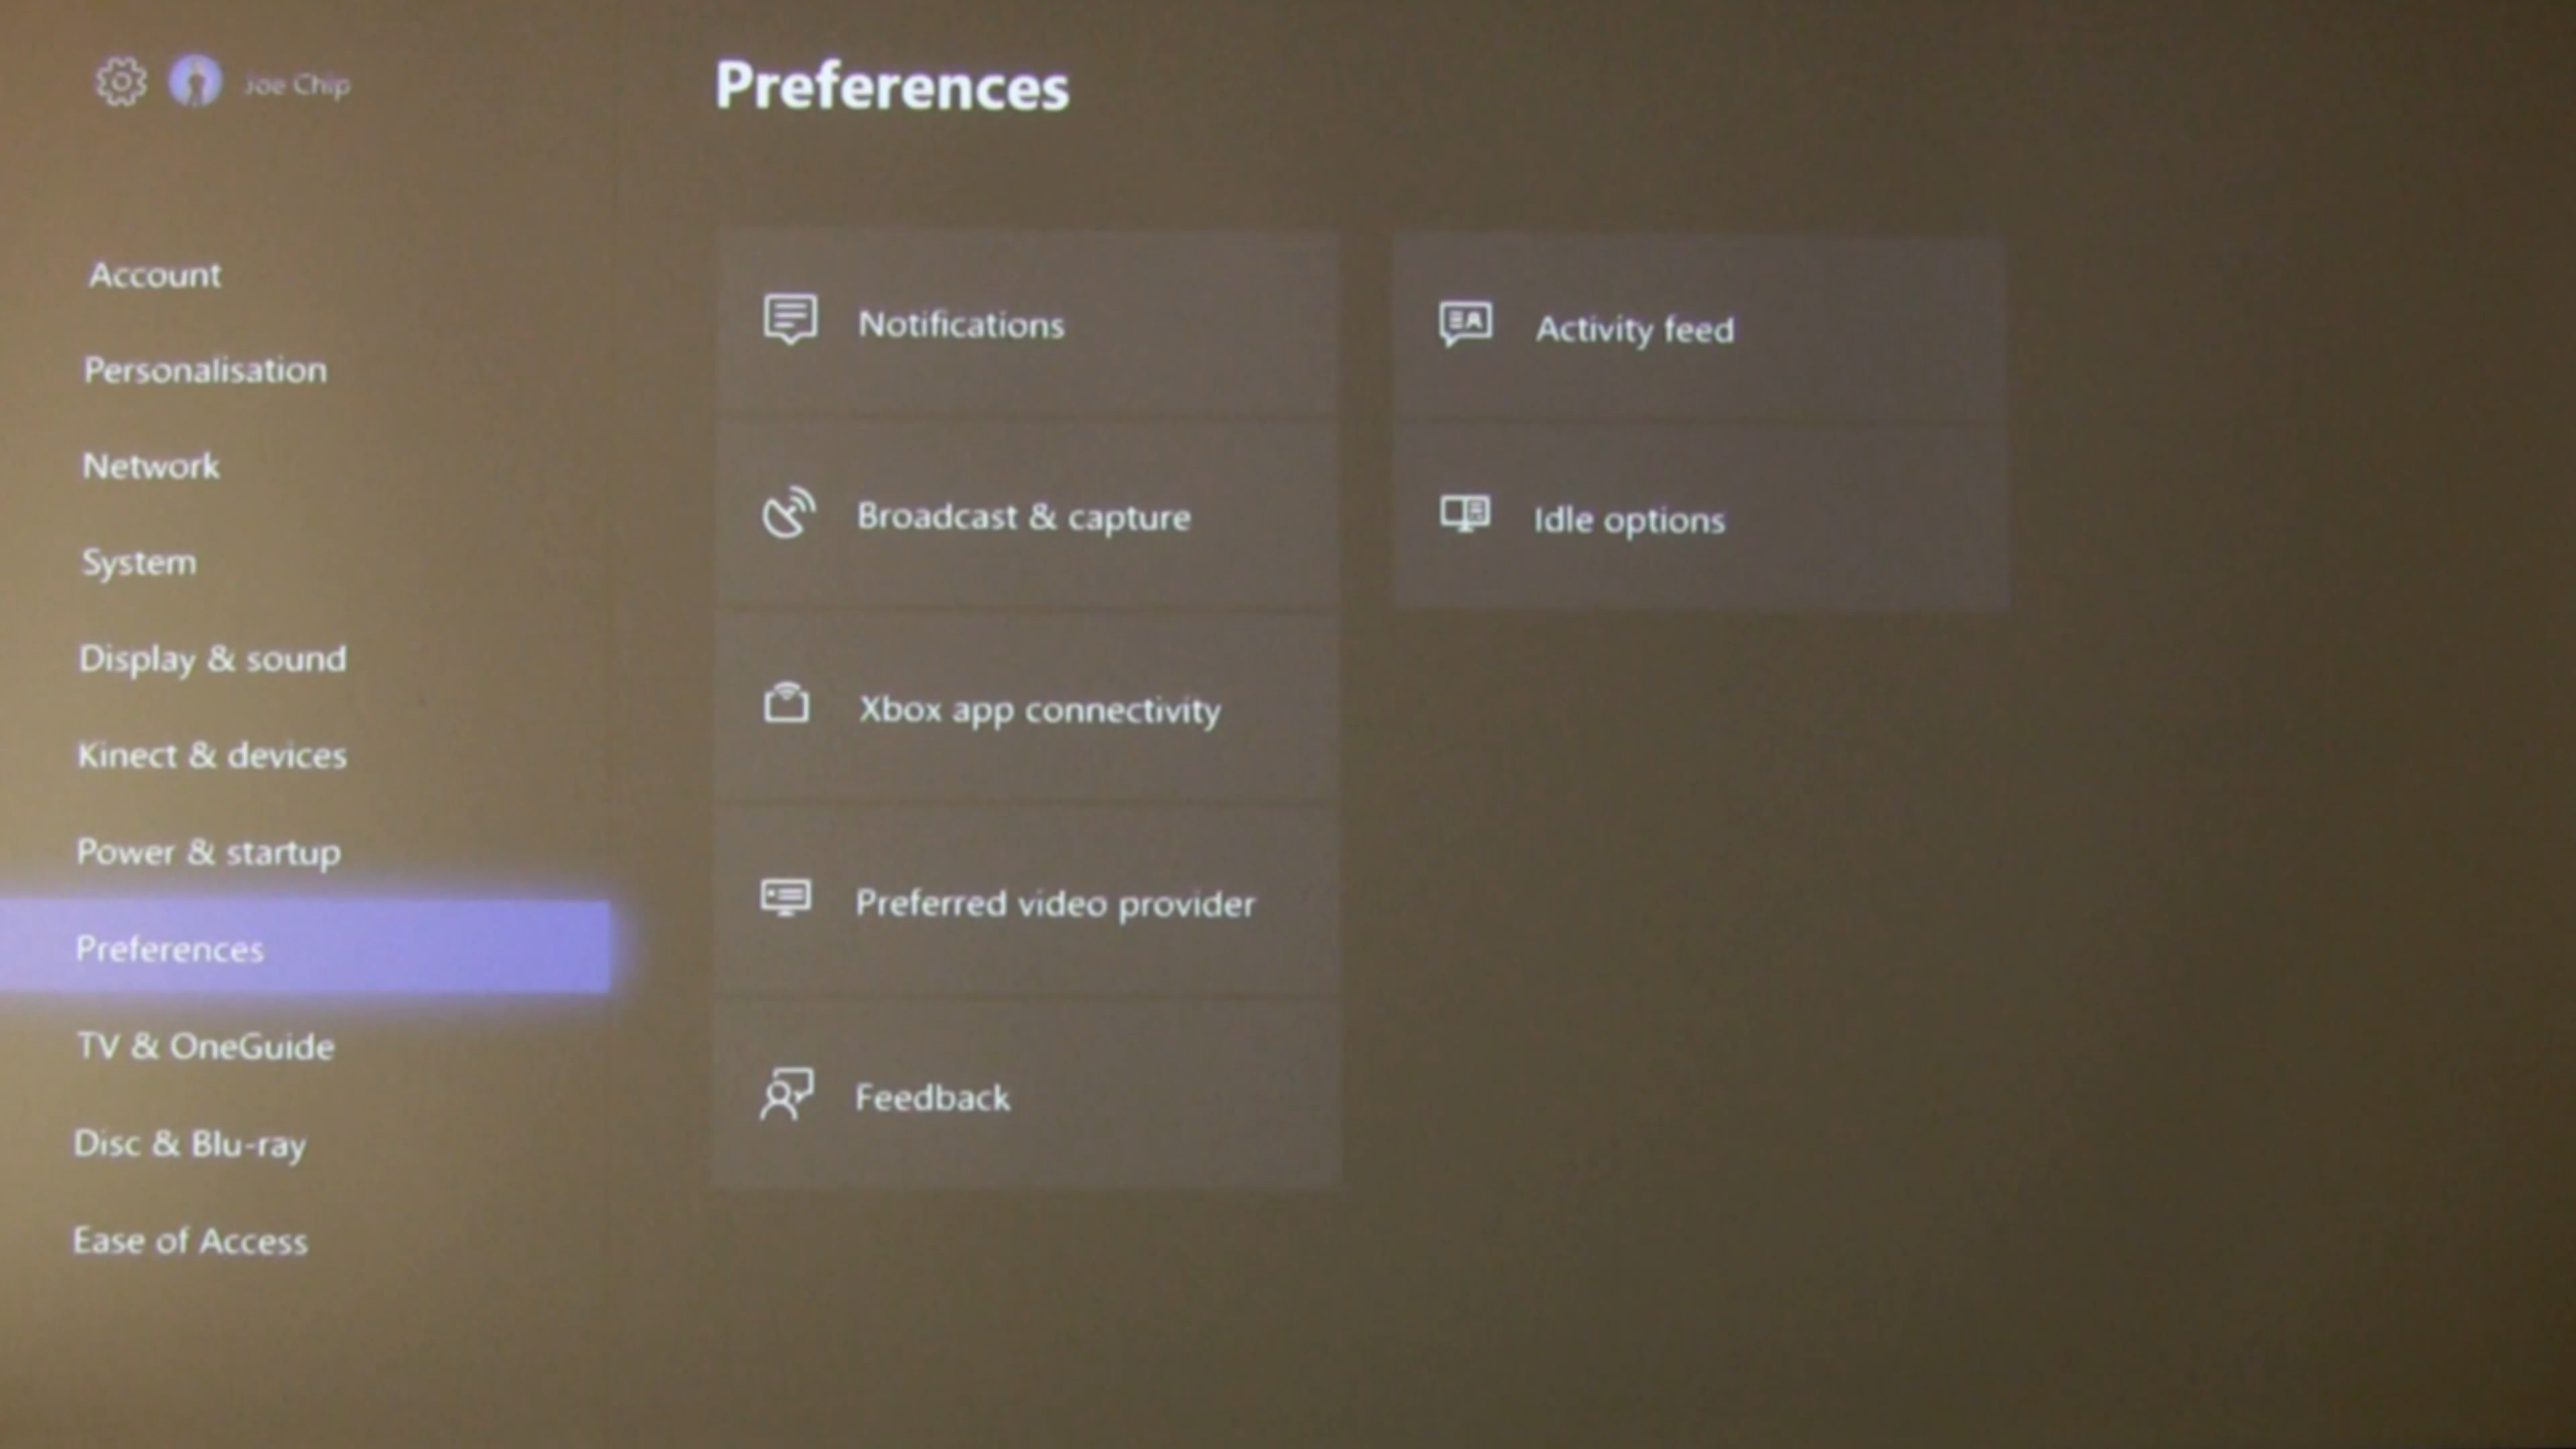 Joe Chip
Preferences
Account
Personalisation
Network
System
Display & sound
Kinect & devices
Power & startup
Preferences
TV & OneGuide
Disc & Blu-ray
Ease of Access
Notifications
Broadcast & capture
Xbox app connectivity
Preferred video provider
Feedback
Activity feed
Idle options